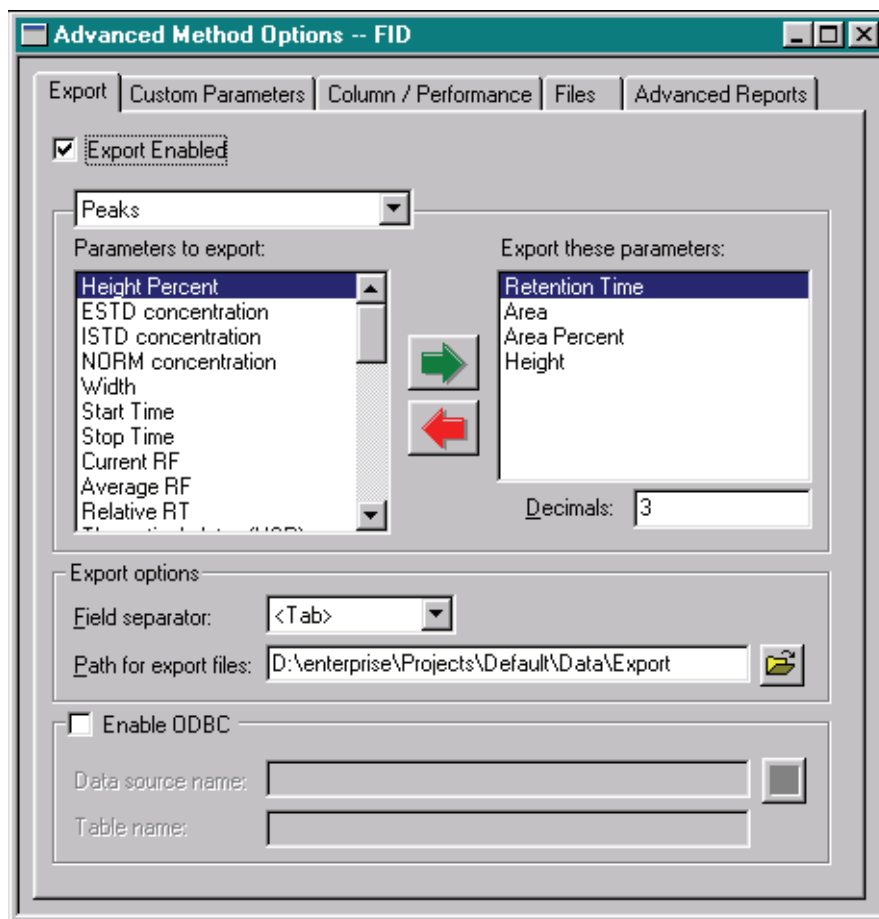 Advanced Method Options -- FID
Export
Custom Parameters
Column / Performance
Files
Advanced Reports
Export Enabled
Peaks
Parameters to export:
Height Percent
ESTD concentration
ISTD concentration
NORM concentration
Width
Start Time
Stop Time
Current RF
Average RF
Relative RT
Export these parameters:
Retention Time
Area
Area Percent
Height
Decimals: 3
Export options
Field separator: <Tab>
Path for export files: D:\enterprise\Projects\Default\Data\Export
Enable ODBC
Data source name:
Table name: